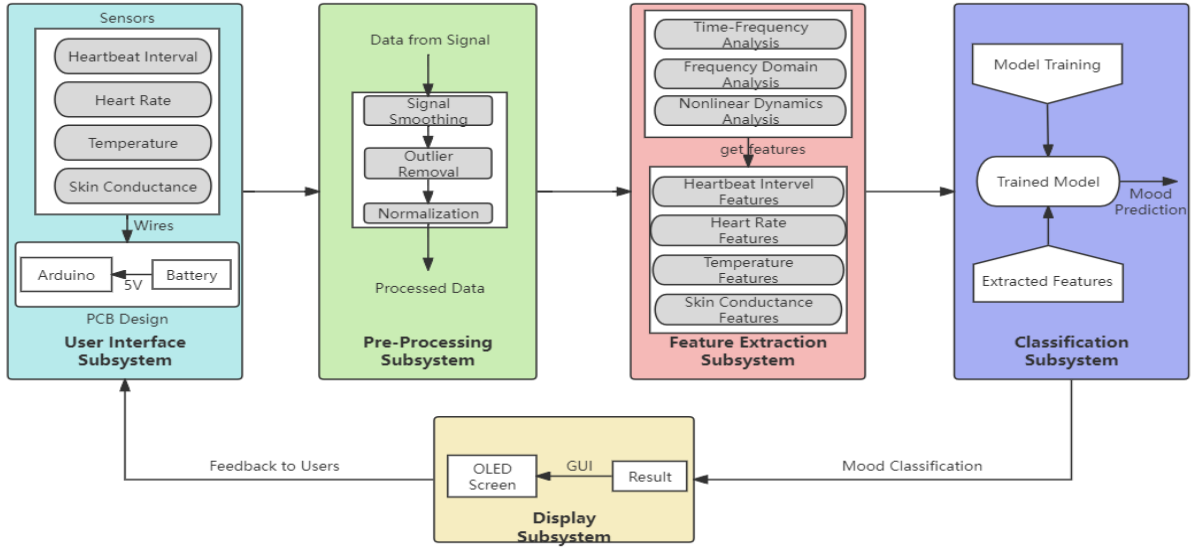 Sensors
Heartbeat Interval
Heart Rate
Temperature
Skin Conductance
Wires
Arduino
5V
Battery
PCB Design
User Interface
Subsystem
Data from Signal
Signal
Smoothing
Outlier
Removal
Normalization
Processed Data
Pre-Processing
Subsystem
Time-Frequency
Analysis
Frequency Domain
Analysis
Nonlinear Dynamics
Analysis
get features
Heartbeat Intervel
Features
Heart Rate
Features
Temperature
Features
Skin Conductance
Features
Feature Extraction
Subsystem
Model Training
Trained Model
Mood
Prediction
Extracted Features
Classification
Subsystem
Feedback to Users
OLED
Screen
GUI
Result
Mood Classification
Display
Subsystem